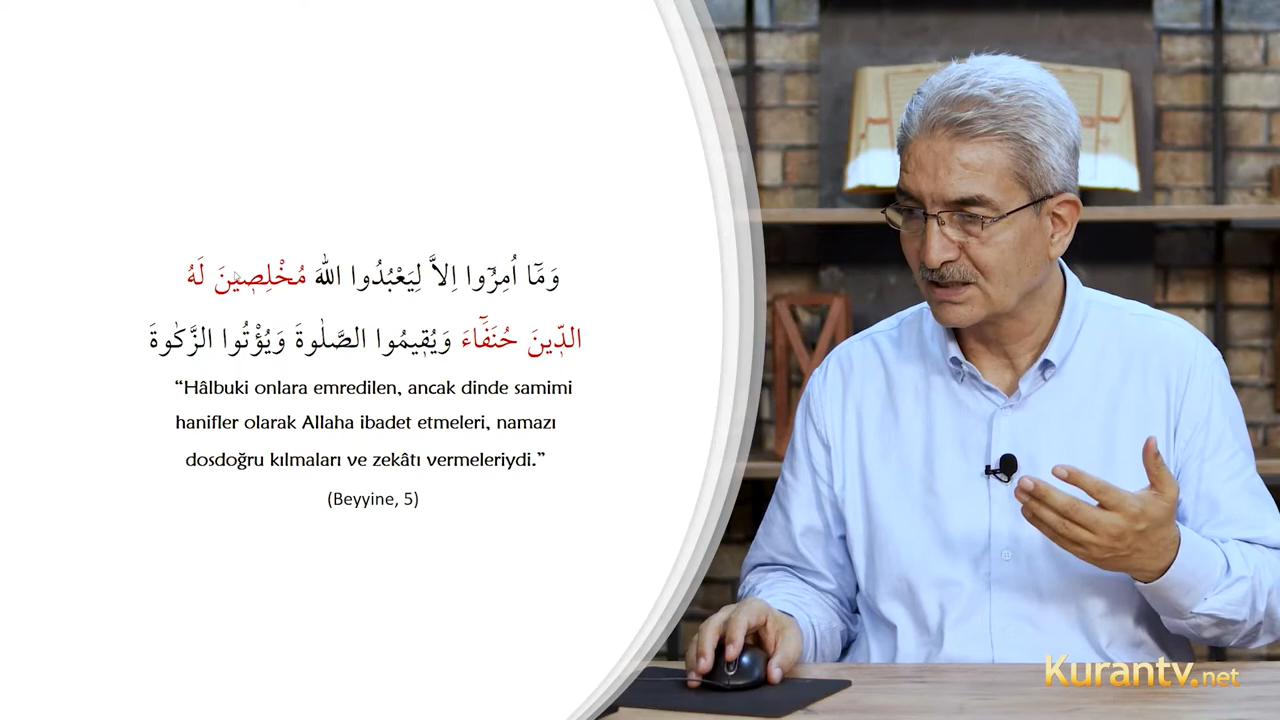 وَمَٓا اُمِرُٓوا اِلاَّ لِيَعْبُدُوا اللّٰهَ مُخْلِصٖينَ لَهُ
الدّٖينَ حُنَفَٓاءَ وَيُقٖيمُوا الصَّلٰوةَ وَيُؤْتُوا الزَّكٰوةَ
“Hâlbuki onlara emredilen, ancak dinde samimi
hanifler olarak Allaha ibadet etmeleri, namazı
dosdoğru kılmaları ve zekâtı vermeleriydi.”
(Beyyine, 5)
Kurantv.net